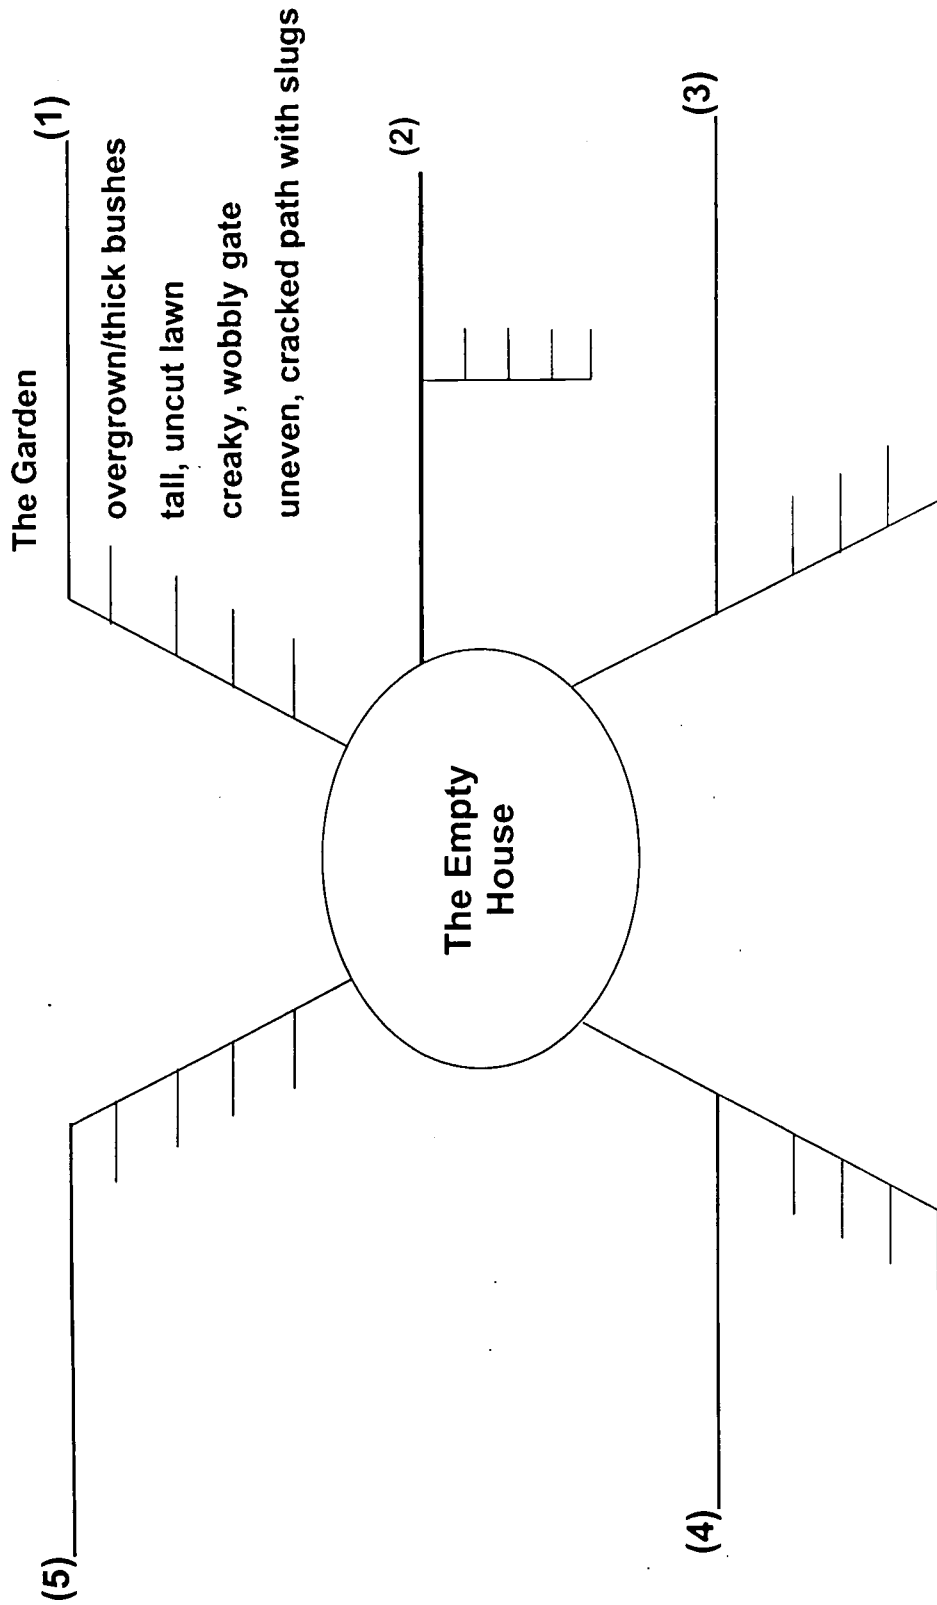 The Garden
(1)
overgrown/thick bushes
tall, uncut lawn
creaky, wobbly gate
uneven, cracked path with slugs
(2)
(3)
The Empty
House
(4)
(5)